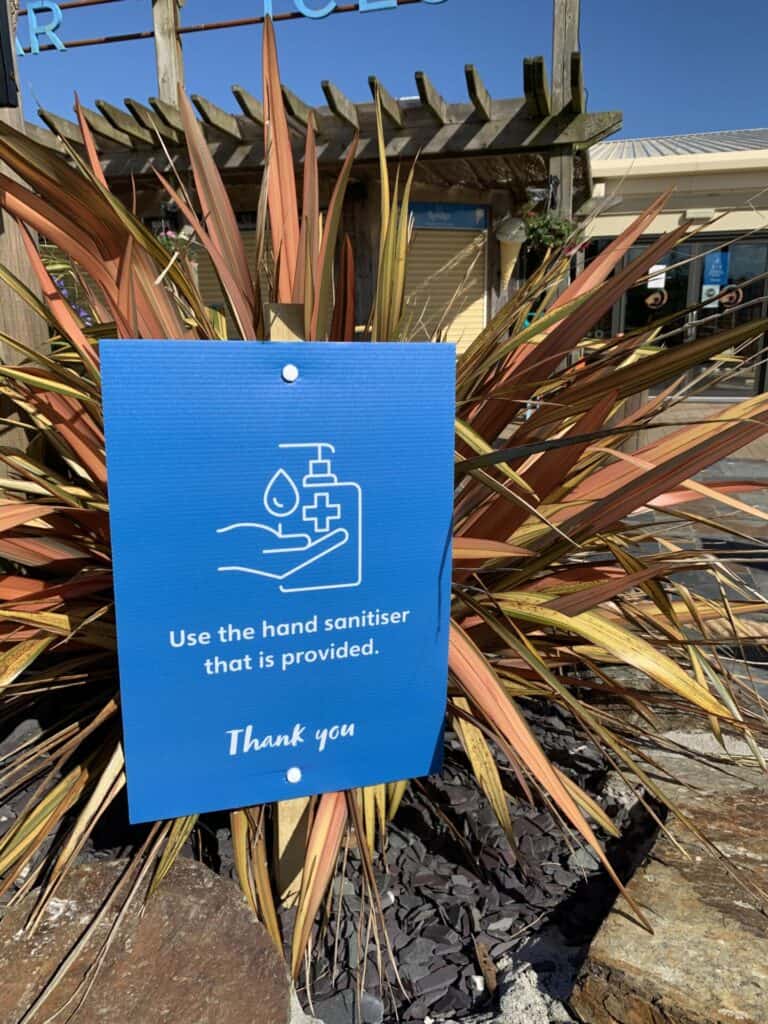 Use the hand sanitiser
that is provided.
Thank you